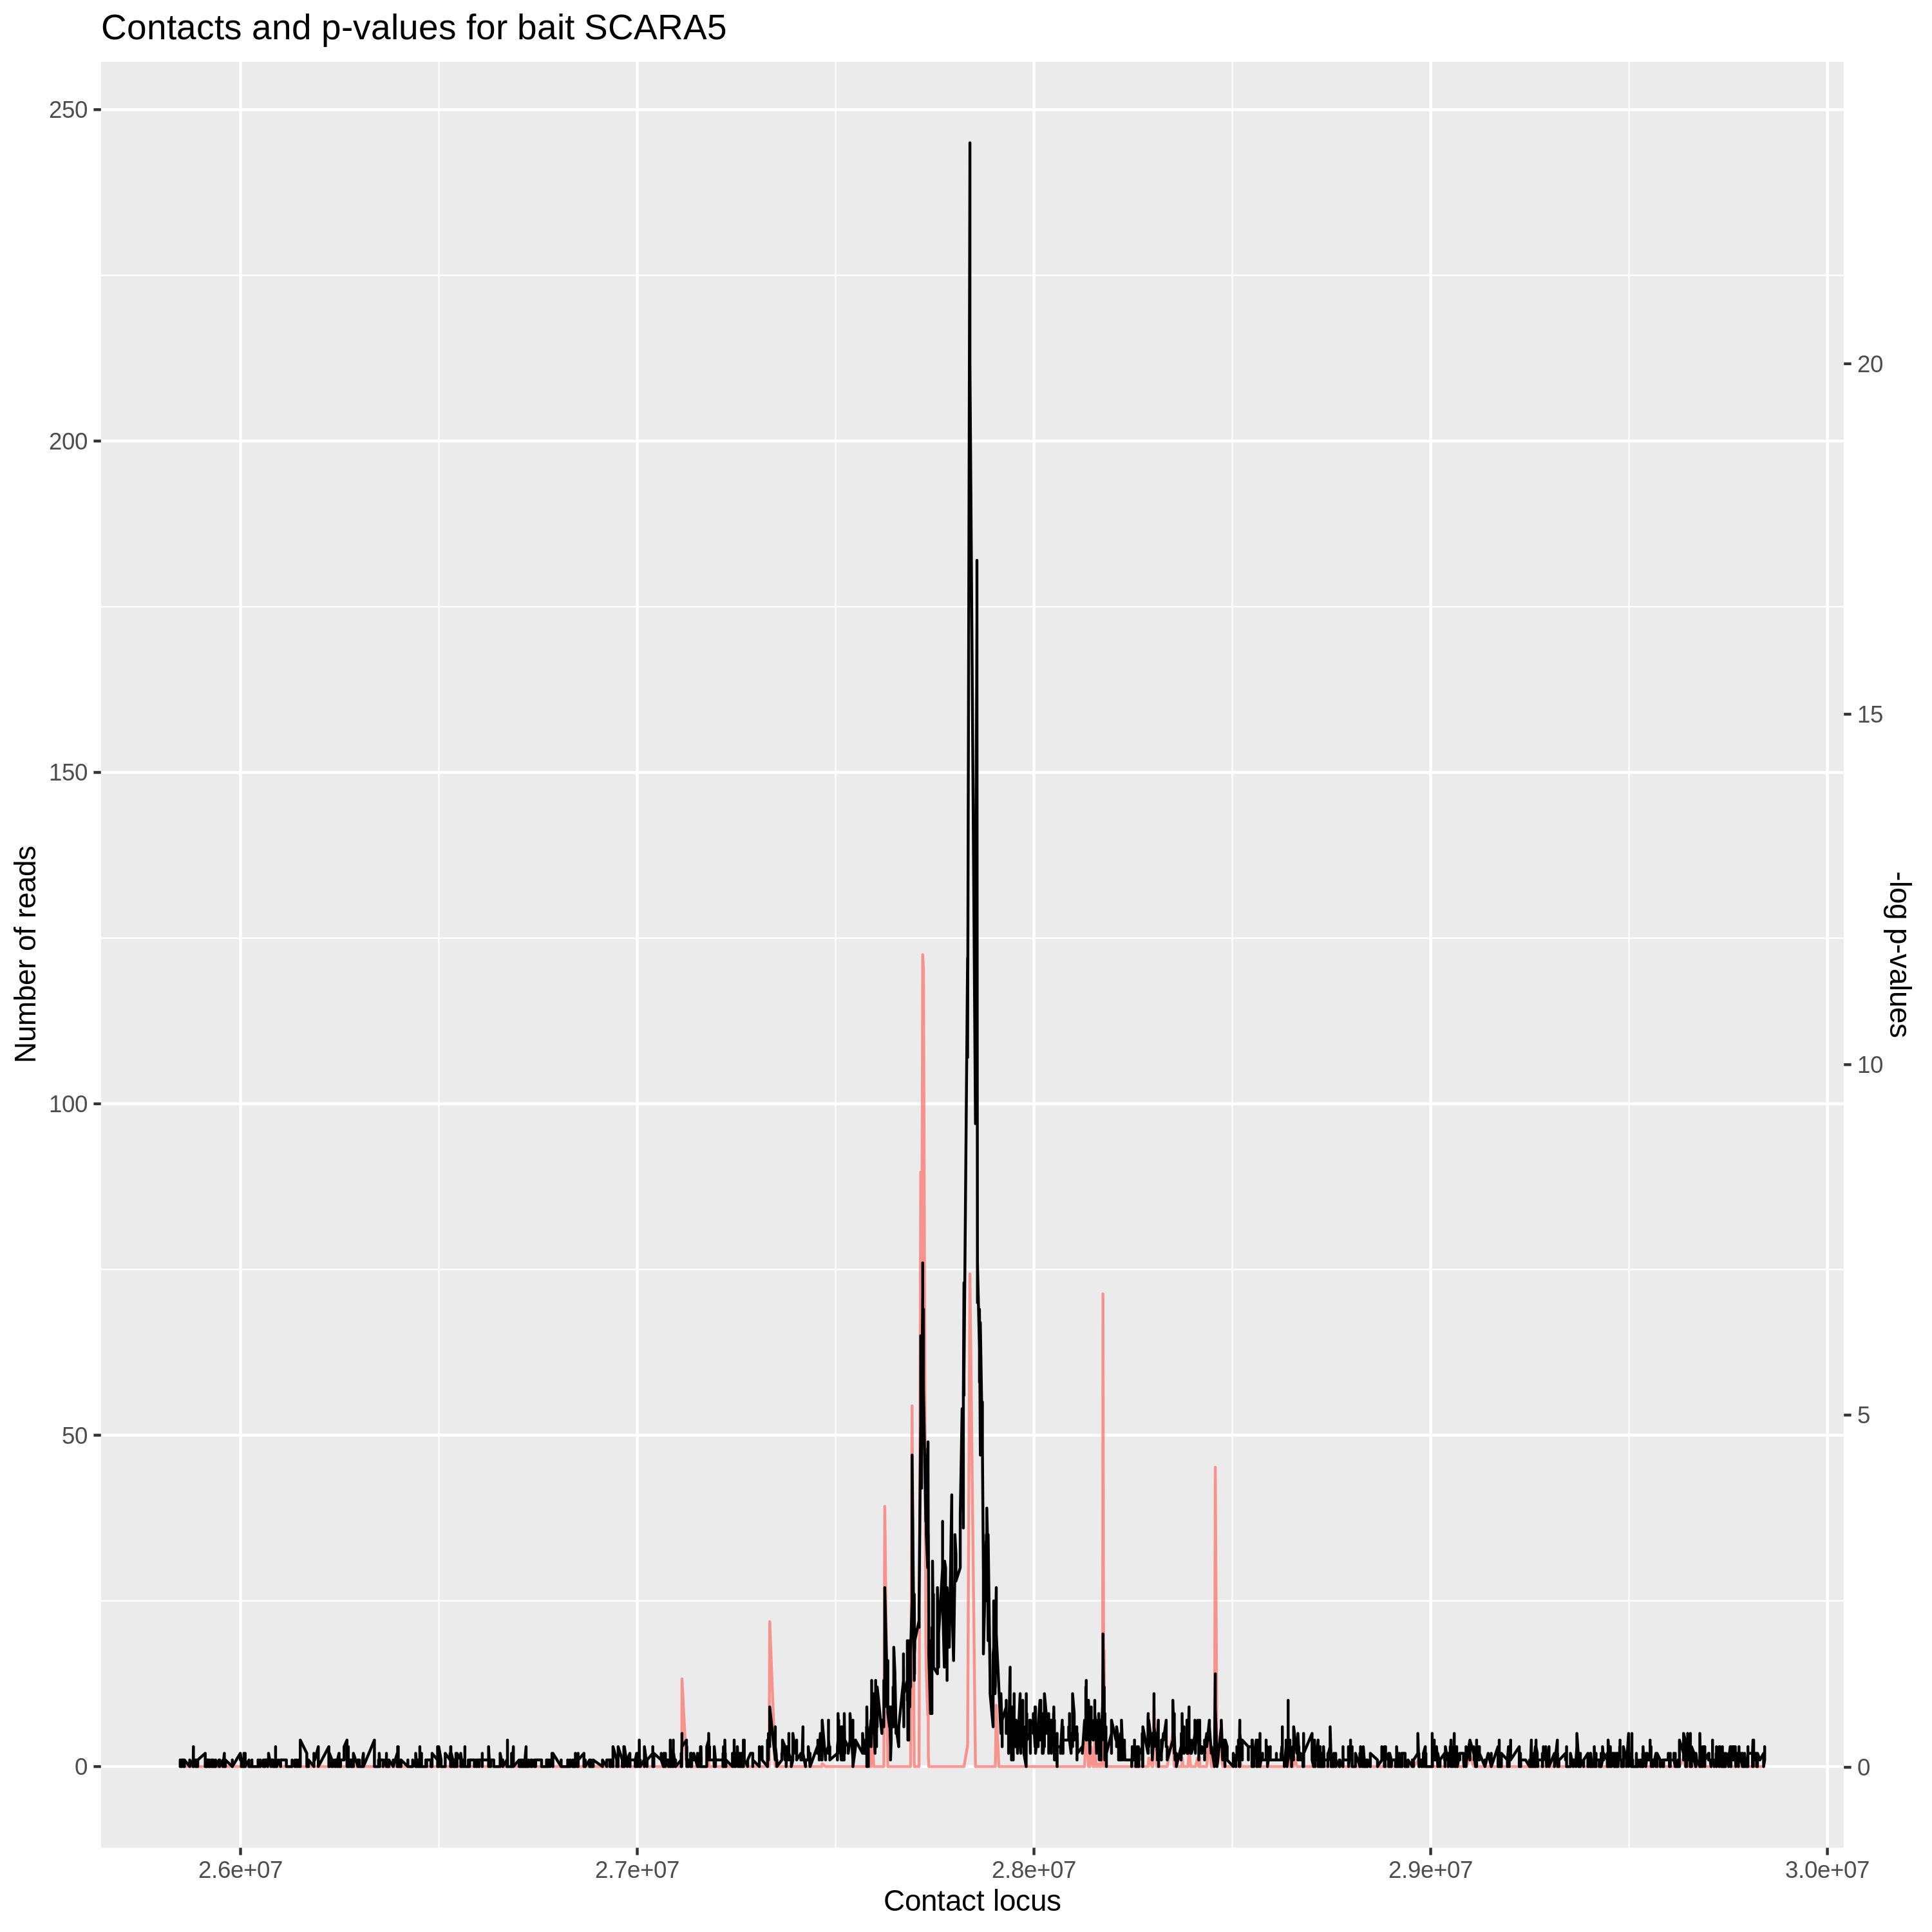 Contacts and p-values for bait SCARA5
250
200
150
100
50
0
Number of reads
20
15
10
5
0
-log p-values
2.6e+07 2.7e+07 2.8e+07 2.9e+07 3.0e+07
Contact locus